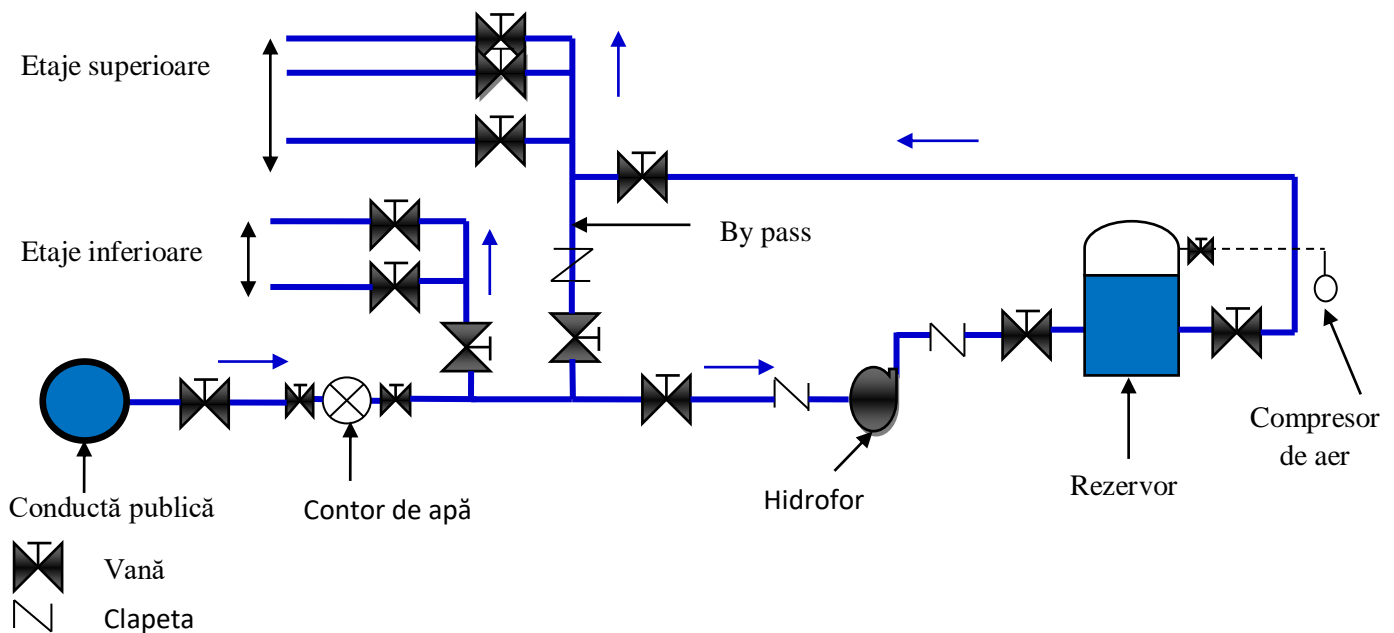 Etaje superioare
By pass
Etaje inferioare
Compresor
de aer
Rezervor
Hidrofor
Conductă publică
Contor de apă
Vană
Clapeta